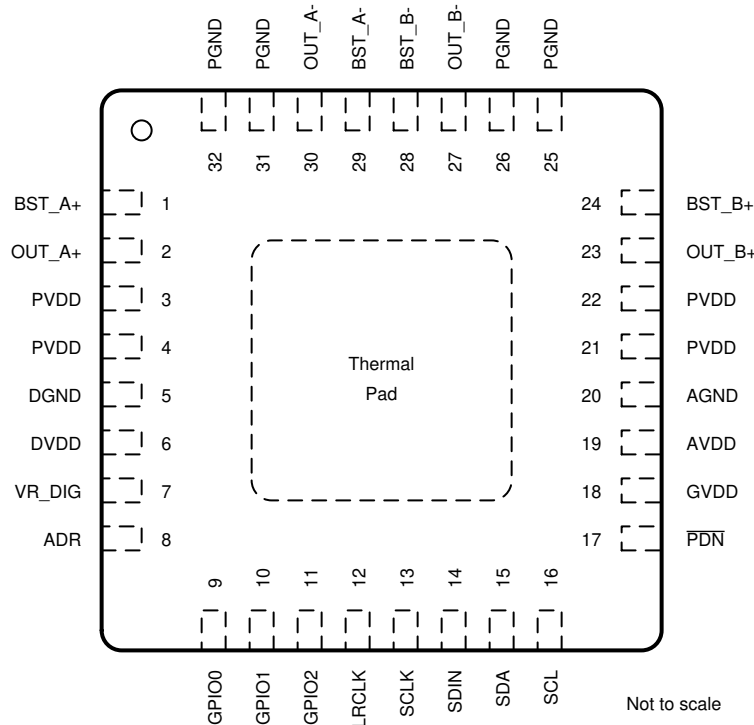 PGND
PGND
OUT_A-
BST_A-
BST_B-
OUT_B-
PGND
PGND
32
31
30
29
28
27
26
25
BST_A+ 1
OUT_A+ 2
PVDD 3
PVDD 4
DGND 5
DVDD 6
VR_DIG 7
ADR 8
Thermal
Pad
24 BST_B+
23 OUT_B+
22 PVDD
21 PVDD
20 AGND
19 AVDD
18 GVDD
17 PDN
9
10
11
12
13
14
15
16
GPIO0
GPIO1
GPIO2
LRCLK
SCLK
SDIN
SDA
SCL
Not to scale